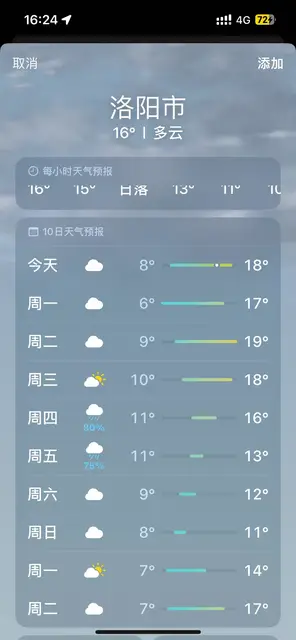 16:24 4G 72
取消 添加
洛阳市
16° | 多云
每小时天气预报
16° 15° 日落 13° 11°
10日天气预报
今天 8° 18°
周一 6° 17°
周二 9° 19°
周三 10° 18°
周四 80% 11° 16°
周五 11° 13°
周六 9° 12°
周日 8° 11°
周一 7° 14°
周二 7° 17°